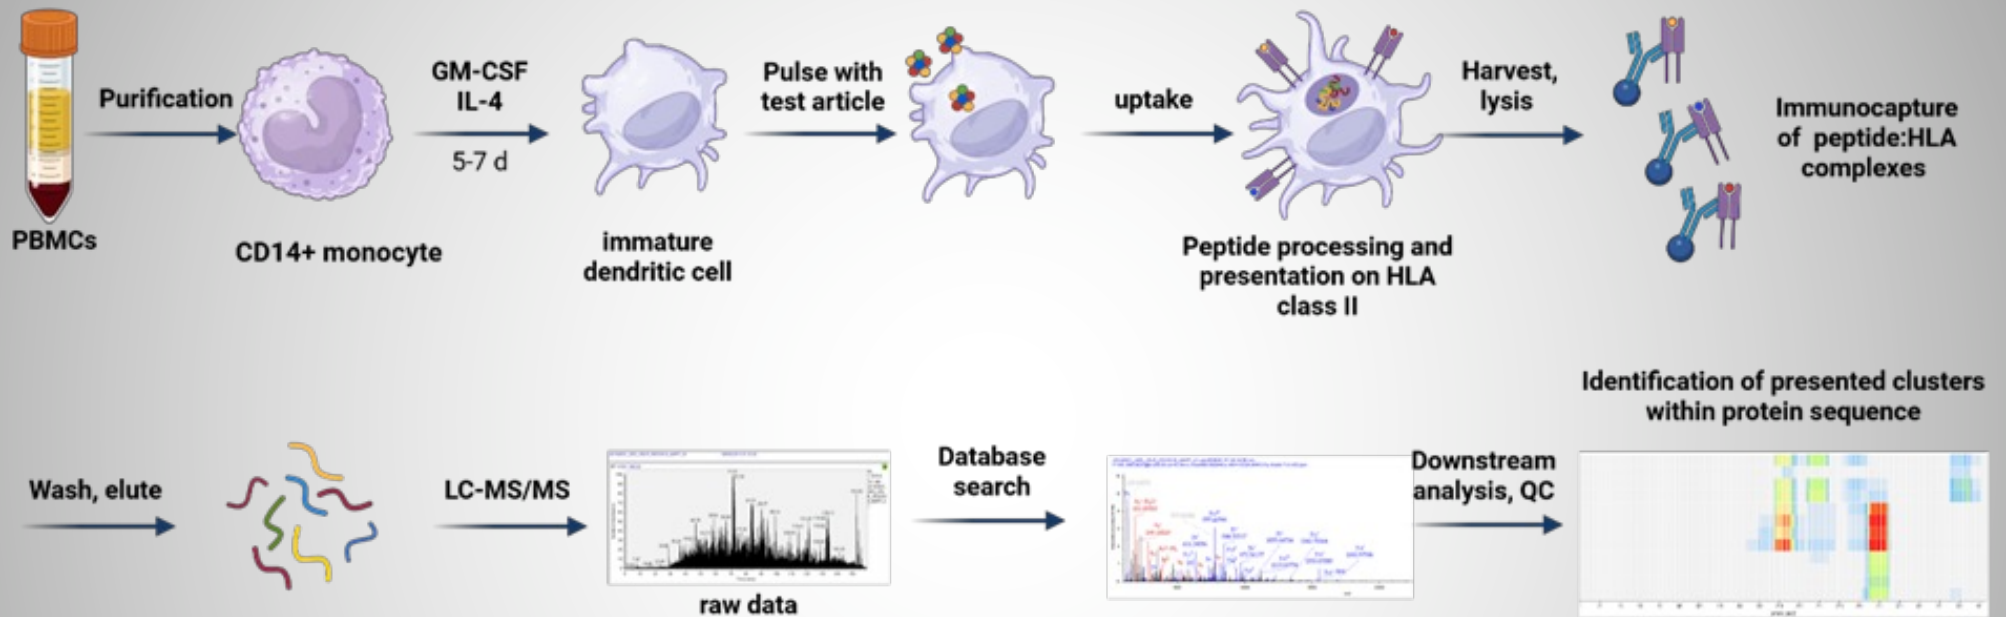 PBMCs
Purification
CD14+ monocyte
GM-CSF
IL-4
5-7 d
immature
dendritic cell
Pulse with
test article
uptake
Peptide processing and
presentation on HLA
class II
Harvest,
lysis
Immunocapture
of peptide:HLA
complexes
Wash, elute
LC-MS/MS
raw data
Database
search
Downstream
analysis, QC
Identification of presented clusters
within protein sequence